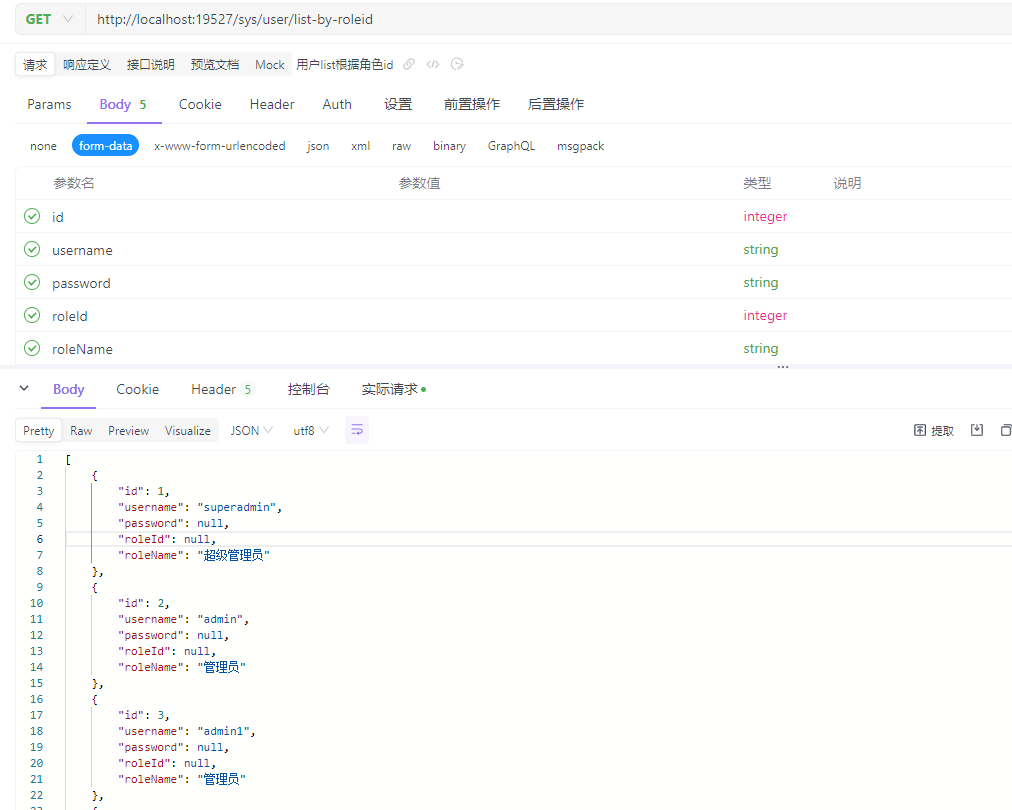 GET http://localhost:19527/sys/user/list-by-roleid
请求 响应定义 接口说明 预览文档 Mock 用户list根据角色id
Params Body 5 Cookie Header Auth 设置 前置操作 后置操作
none form-data x-www-form-urlencoded json xml raw binary GraphQL msgpack
参数名 参数值 类型 说明
id integer
username string
password string
roleId integer
roleName string
Body Cookie Header 5 控制台 实际请求
Pretty Raw Preview Visualize JSON utf8 提取
1 [
2 {
3 "id": 1,
4 "username": "superadmin",
5 "password": null,
6 "roleId": null,
7 "roleName": "超级管理员"
8 },
9 {
10 "id": 2,
11 "username": "admin",
12 "password": null,
13 "roleId": null,
14 "roleName": "管理员"
15 },
16 {
17 "id": 3,
18 "username": "admin1",
19 "password": null,
20 "roleId": null,
21 "roleName": "管理员"
22 },